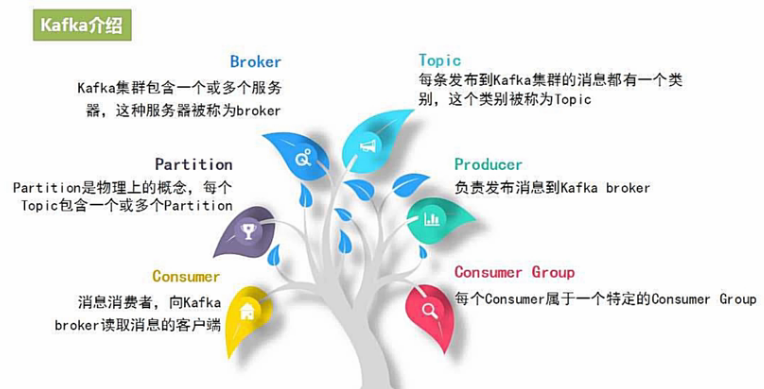 Kafka介绍
Broker
Kafka集群包含一个或多个服务
器，这种服务器被称为broker
Topic
每条发布到Kafka集群的消息都有一个类
别，这个类别被称为Topic
Partition
Partition是物理上的概念，每个
Topic包含一个或多个Partition
Producer
负责发布消息到Kafka broker
Consumer
消息消费者，向Kafka
broker读取消息的客户端
Consumer Group
每个Consumer属于一个特定的Consumer Group